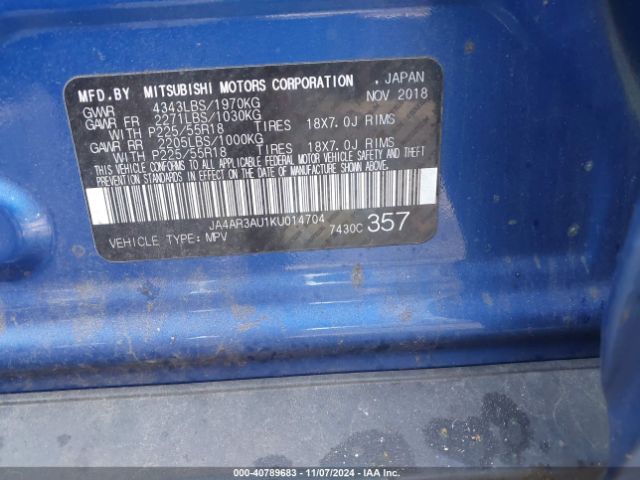 MFD.BY MITSUBISHI MOTORS CORPORATION , JAPAN
GVWR 4343LBS/1970KG NOV 2018
GAWR FR 2271LBS/1030KG
WITH P225/55R18 TIRES 18X7.0J RIMS
GAWR RR 2205LBS/1000KG
WITH P225/55R18 TIRES 18X7.0J RIMS
THIS VEHICLE CONFORMS TO ALL APPLICABLE FEDERAL MOTOR VEHICLE SAFETY AND THEFT
PREVENTION STANDARDS IN EFFECT ON THE DATE OF MANUFACTURE SHOWN ABOVE.
JA4AR3AU1KU014704
VEHICLE TYPE:MPV 7430C 357
000-40789683 - 11/07/2024 - IAA Inc.